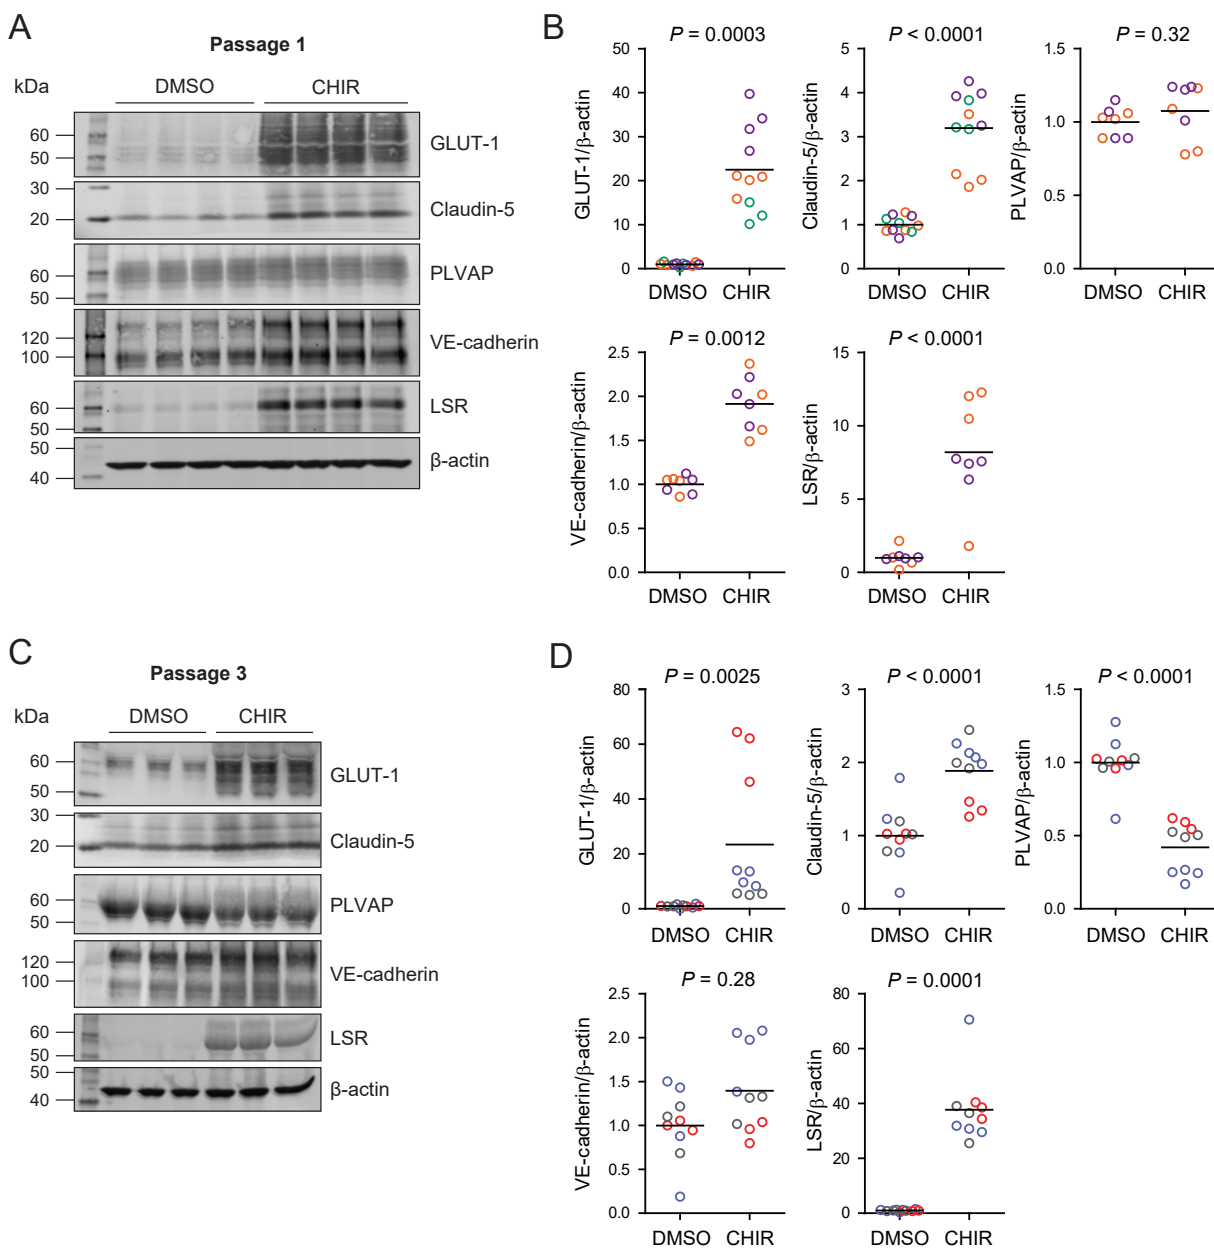 A
Passage 1
kDa
DMSO
CHIR
60
50
GLUT-1
30
20
Claudin-5
60
50
PLVAP
120
100
VE-cadherin
60
50
LSR
50
40
β-actin
B
P = 0.0003
GLUT-1/β-actin
50
40
30
20
10
0
DMSO
CHIR
P < 0.0001
Claudin-5/β-actin
5
4
3
2
1
0
DMSO
CHIR
P = 0.32
PLVAP/β-actin
1.5
1.0
0.5
0.0
DMSO
CHIR
P = 0.0012
VE-cadherin/β-actin
2.5
2.0
1.5
1.0
0.5
0.0
DMSO
CHIR
P < 0.0001
LSR/β-actin
15
10
5
0
DMSO
CHIR
C
Passage 3
kDa
DMSO
CHIR
60
50
GLUT-1
30
20
Claudin-5
60
50
PLVAP
120
100
VE-cadherin
60
50
LSR
50
40
β-actin
D
P = 0.0025
GLUT-1/β-actin
80
60
40
20
0
DMSO
CHIR
P < 0.0001
Claudin-5/β-actin
3
2
1
0
DMSO
CHIR
P < 0.0001
PLVAP/β-actin
1.5
1.0
0.5
0.0
DMSO
CHIR
P = 0.28
VE-cadherin/β-actin
2.5
2.0
1.5
1.0
0.5
0.0
DMSO
CHIR
P = 0.0001
LSR/β-actin
80
60
40
20
0
DMSO
CHIR